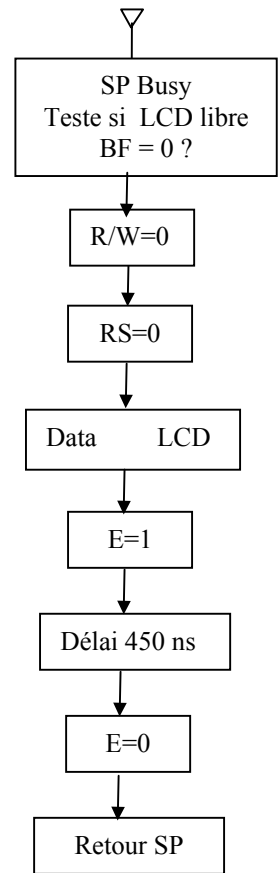 SP Busy
Teste si LCD libre
BF = 0 ?
R/W=0
RS=0
Data LCD
E=1
Délai 450 ns
E=0
Retour SP